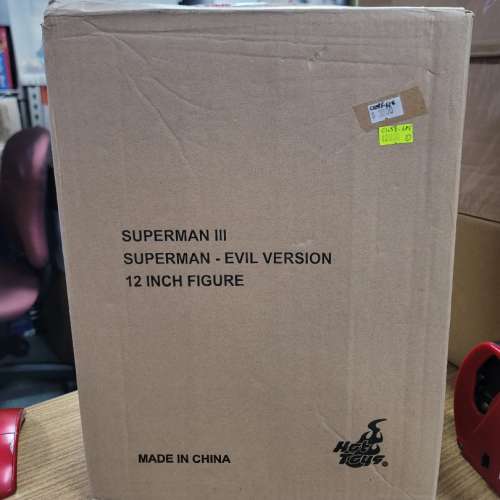 SUPERMAN III
SUPERMAN - EVIL VERSION
12 INCH FIGURE
MADE IN CHINA
Hot
Toys®